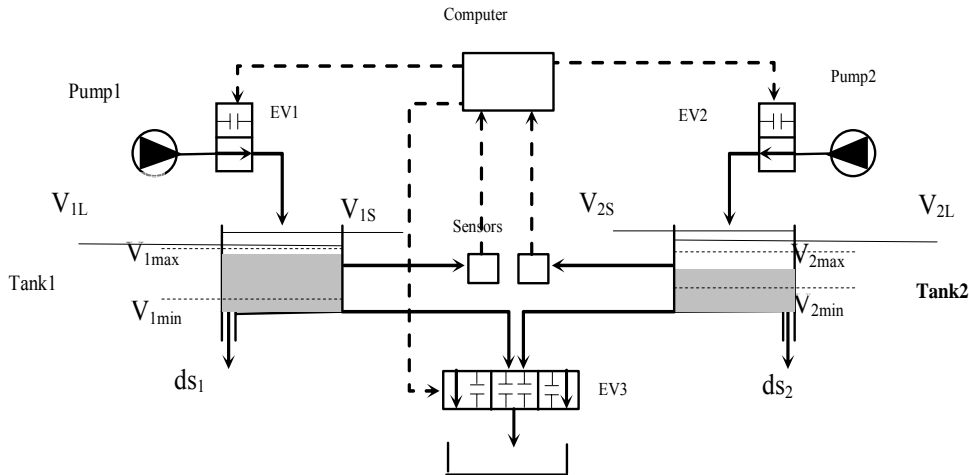 Computer
Pump1
Pump2
EV1
EV2
V1L
V1S
V2S
V2L
Sensors
V1max
V2max
Tank1
Tank2
V1min
V2min
ds1
ds2
EV3